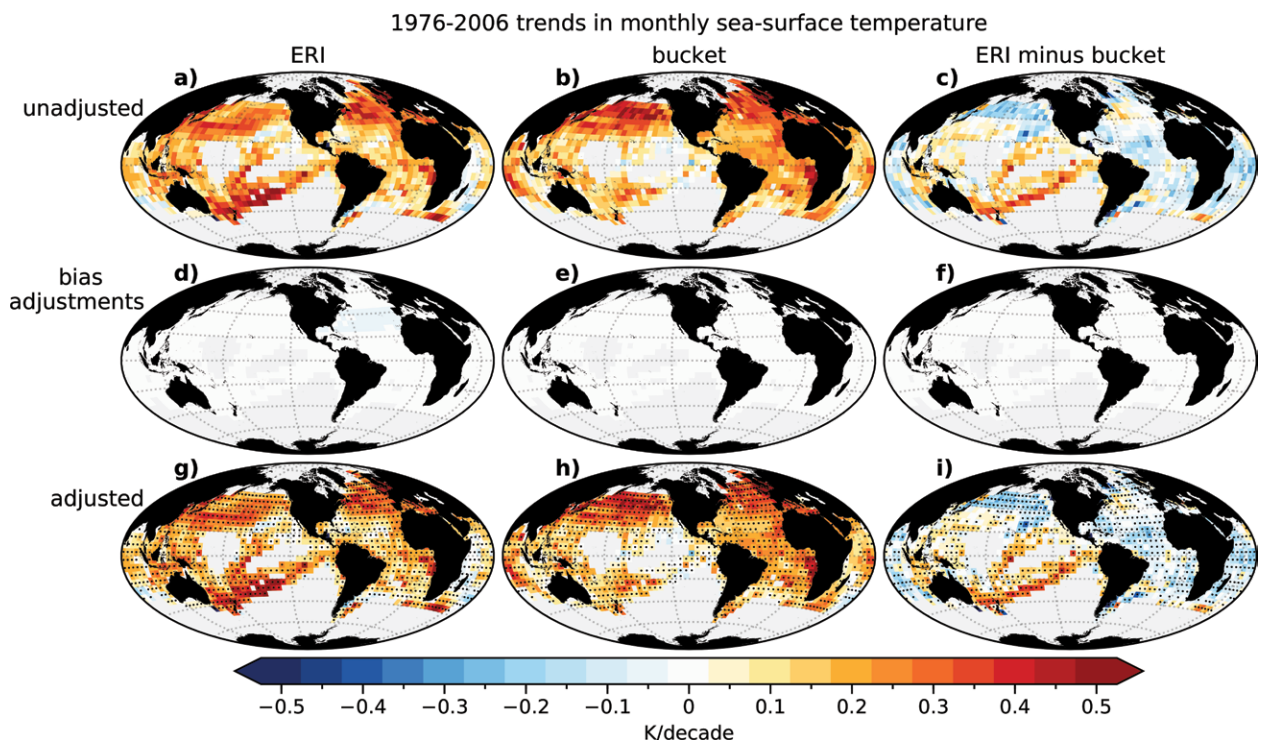 1976-2006 trends in monthly sea-surface temperature
ERI
bucket
ERI minus bucket
unadjusted
a)
b)
c)
bias
adjustments
d)
e)
f)
adjusted
g)
h)
i)
−0.5 −0.4 −0.3 −0.2 −0.1 0 0.1 0.2 0.3 0.4 0.5
K/decade